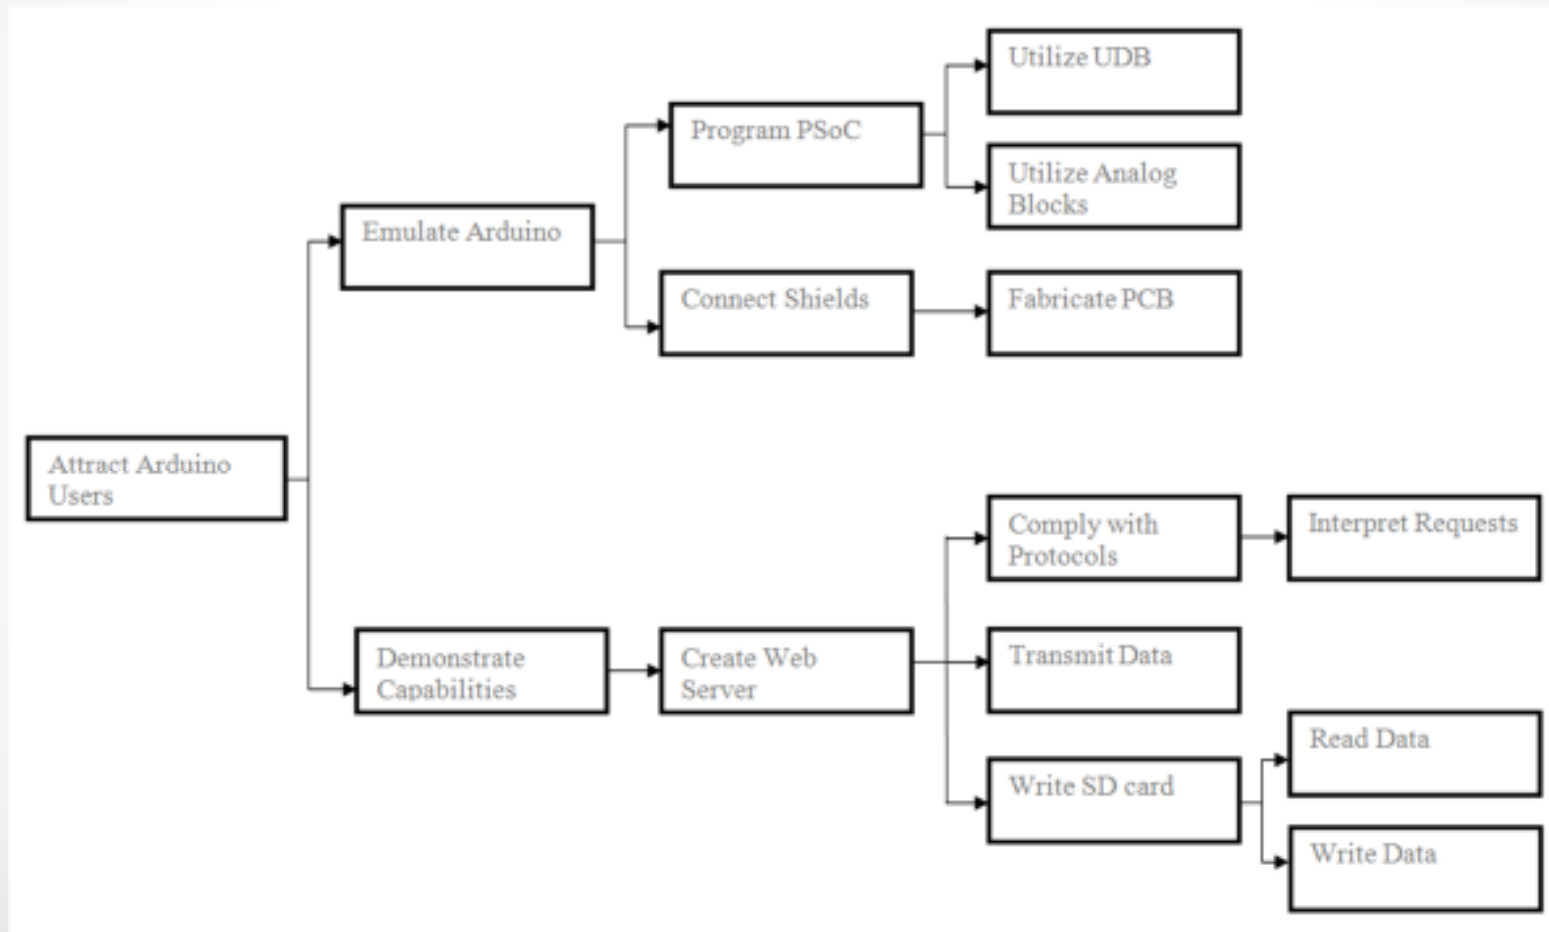 Utilize UDB
Program PSoC
Utilize Analog
Blocks
Emulate Arduino
Connect Shields
Fabricate PCB
Attract Arduino
Users
Comply with
Protocols
Interpret Requests
Demonstrate
Capabilities
Create Web
Server
Transmit Data
Read Data
Write SD card
Write Data